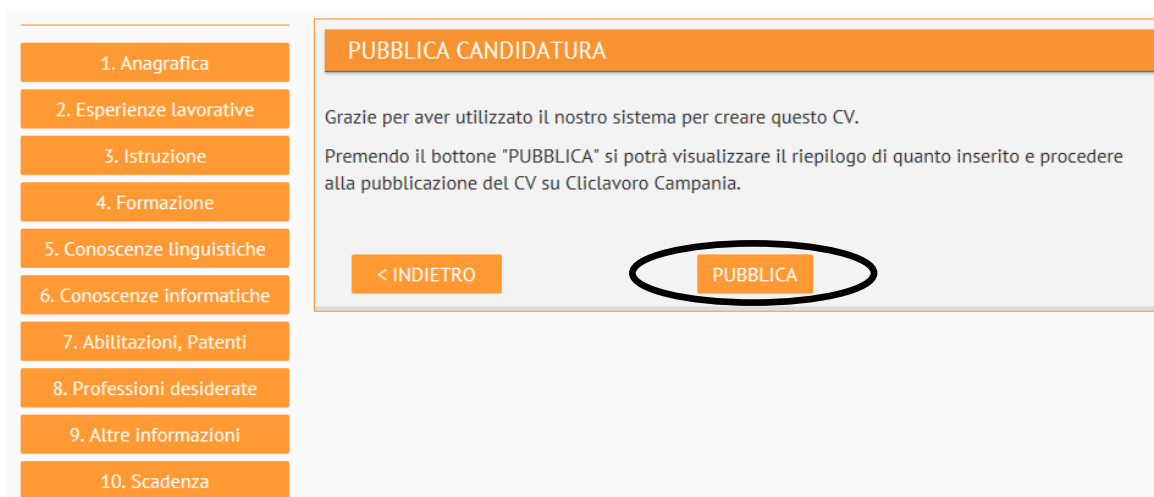 1. Anagrafica
2. Esperienze lavorative
3. Istruzione
4. Formazione
5. Conoscenze linguistiche
6. Conoscenze informatiche
7. Abilitazioni, Patenti
8. Professioni desiderate
9. Altre informazioni
10. Scadenza
PUBBLICA CANDIDATURA
Grazie per aver utilizzato il nostro sistema per creare questo CV.
Premendo il bottone "PUBBLICA" si potrà visualizzare il riepilogo di quanto inserito e procedere
alla pubblicazione del CV su Cliclavoro Campania.
< INDIETRO
PUBBLICA